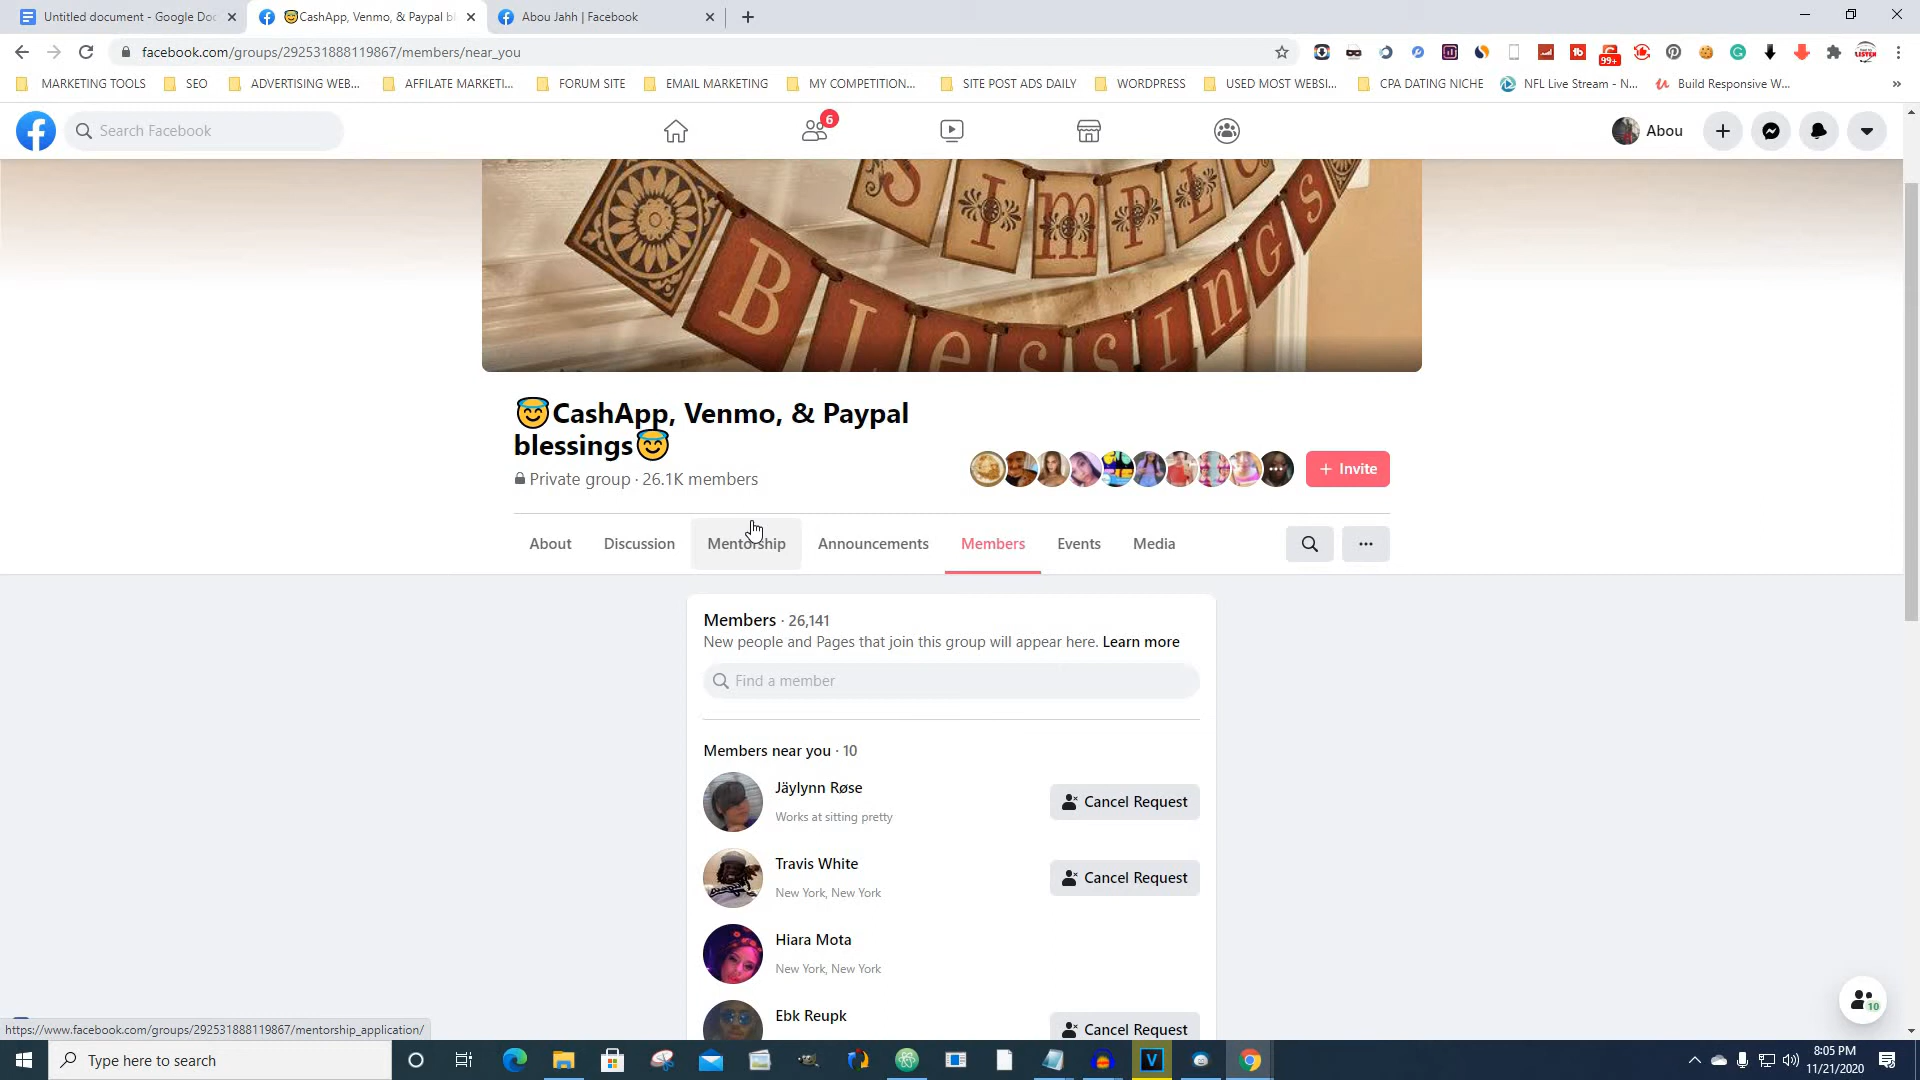 Untitled document - Google Doc
😇CashApp, Venmo, & Paypal bl
Abou Jahh | Facebook
facebook.com/groups/292531888119867/members/near_you
99+
MARKETING TOOLS
SEO
ADVERTISING WEB...
AFFILATE MARKETI...
FORUM SITE
EMAIL MARKETING
MY COMPETITION...
SITE POST ADS DAILY
WORDPRESS
USED MOST WEBSI...
CPA DATING NICHE
NFL Live Stream - N...
Build Responsive W...
»
Search Facebook
6
Abou
SIMPLE
BLessings
😇CashApp, Venmo, & Paypal
blessings😇
Private group · 26.1K members
+ Invite
About
Discussion
Mentorship
Announcements
Members
Events
Media
Members · 26,141
New people and Pages that join this group will appear here. Learn more
Find a member
Members near you · 10
Jäylynn Røse
Works at sitting pretty
Cancel Request
Travis White
New York, New York
Cancel Request
Hiara Mota
New York, New York
Ebk Reupk
Cancel Request
10
https://www.facebook.com/groups/292531888119867/mentorship_application/
Type here to search
V
8:05 PM
11/21/2020